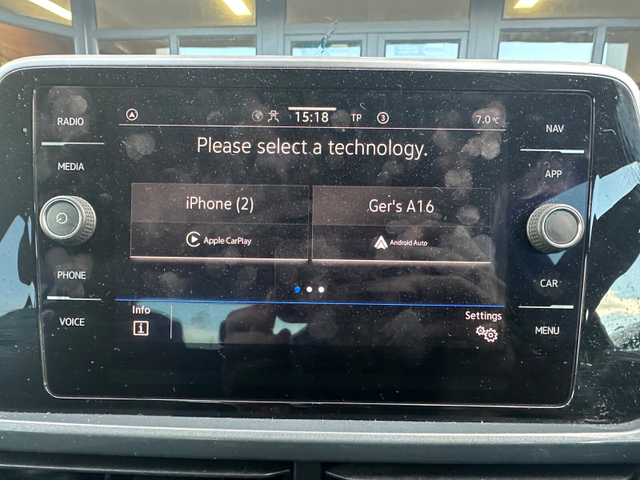 RADIO
15:18 TP 3 7.0°C
NAV
Please select a technology.
MEDIA
APP
iPhone (2)
Ger's A16
Apple CarPlay
Android Auto
PHONE
CAR
Info
Settings
VOICE
MENU